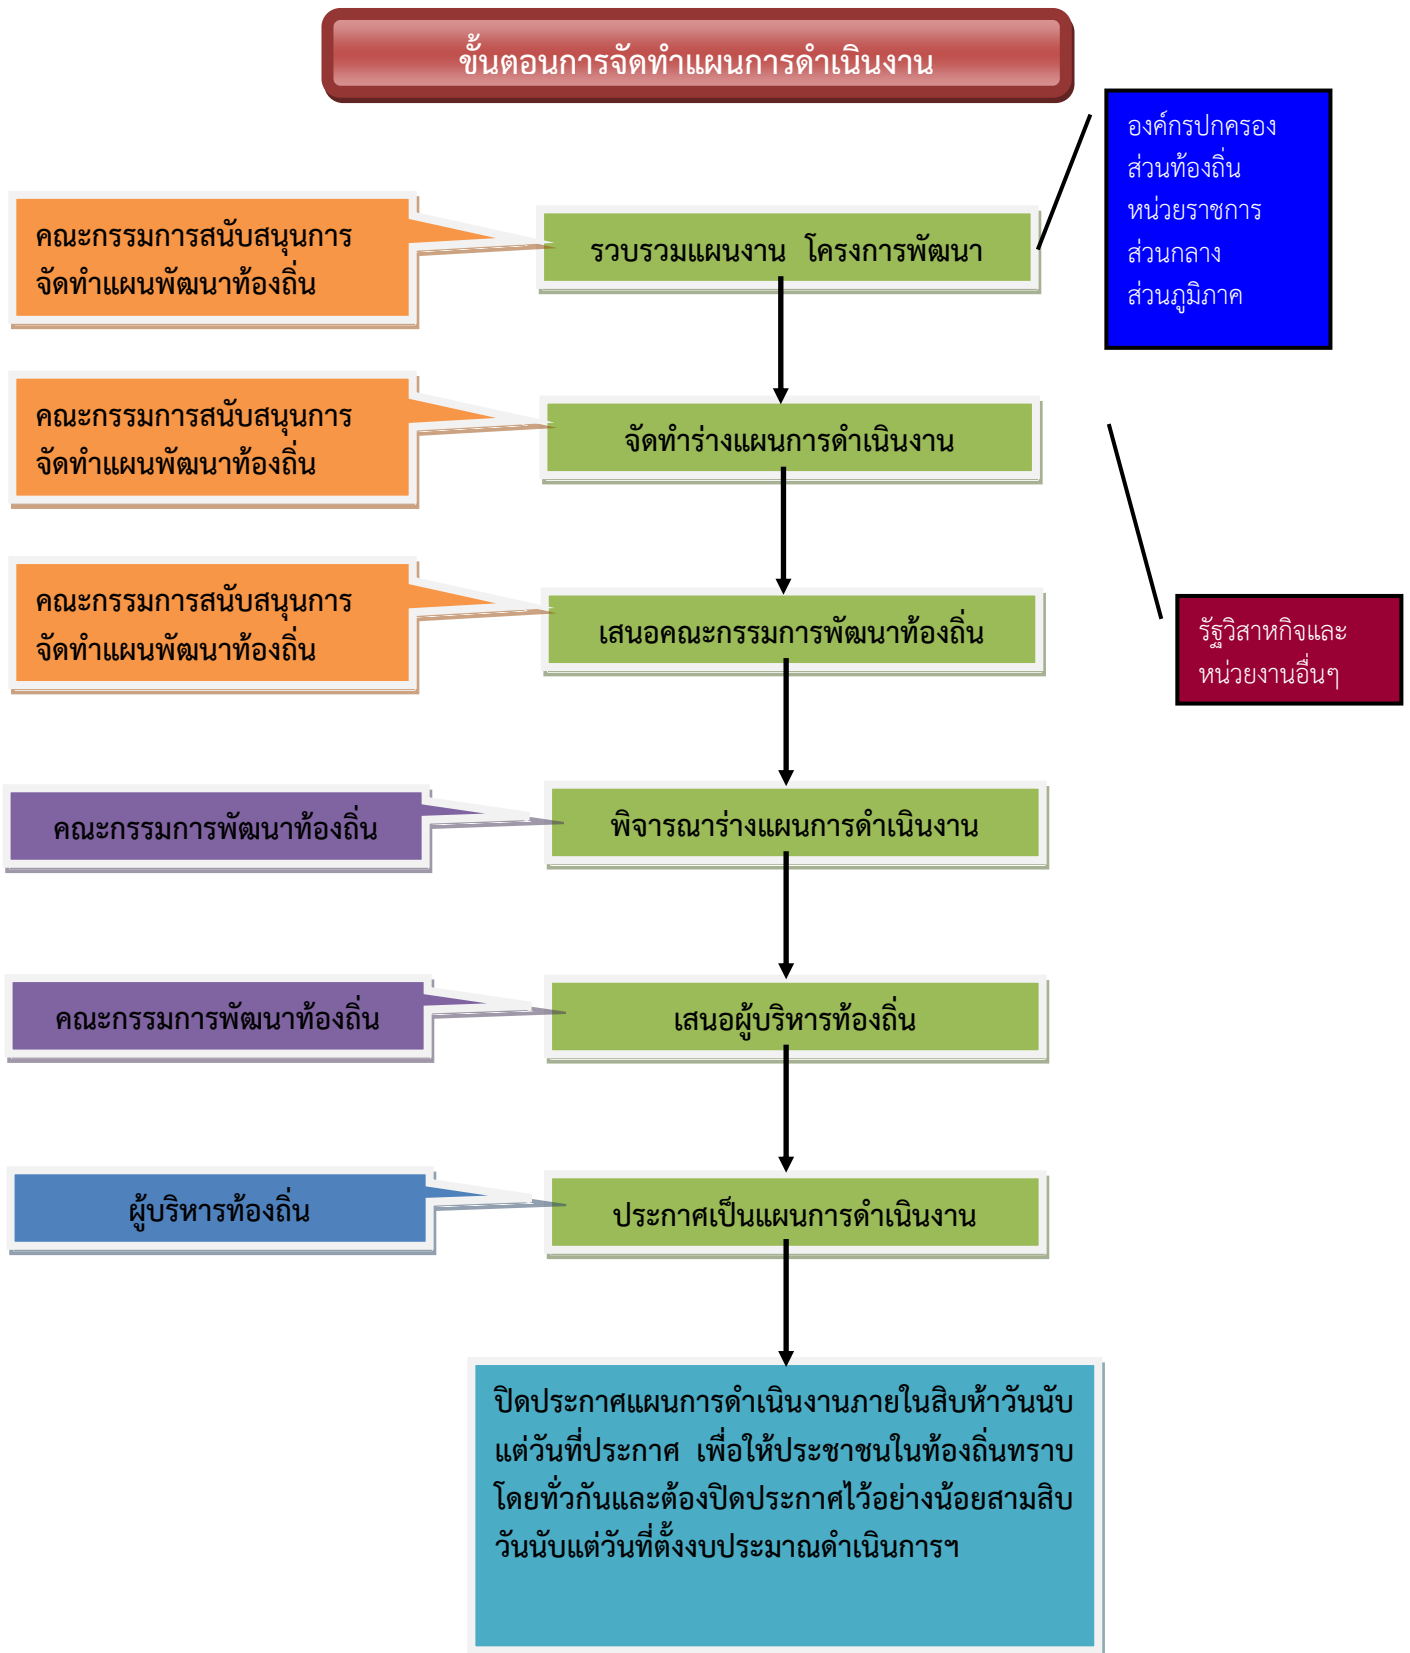 ขั้นตอนการจัดทำแผนการดำเนินงาน
องค์กรปกครอง
ส่วนท้องถิ่น
หน่วยราชการ
ส่วนกลาง
ส่วนภูมิภาค
คณะกรรมการสนับสนุนการ
จัดทำแผนพัฒนาท้องถิ่น
รวบรวมแผนงาน โครงการพัฒนา
คณะกรรมการสนับสนุนการ
จัดทำแผนพัฒนาท้องถิ่น
จัดทำร่างแผนการดำเนินงาน
คณะกรรมการสนับสนุนการ
จัดทำแผนพัฒนาท้องถิ่น
เสนอคณะกรรมการพัฒนาท้องถิ่น
รัฐวิสาหกิจและ
หน่วยงานอื่นๆ
คณะกรรมการพัฒนาท้องถิ่น
พิจารณาร่างแผนการดำเนินงาน
คณะกรรมการพัฒนาท้องถิ่น
เสนอผู้บริหารท้องถิ่น
ผู้บริหารท้องถิ่น
ประกาศเป็นแผนการดำเนินงาน
ปิดประกาศแผนการดำเนินงานภายในสิบห้าวันนับ
แต่วันที่ประกาศ เพื่อให้ประชาชนในท้องถิ่นทราบ
โดยทั่วกันและต้องปิดประกาศไว้อย่างน้อยสามสิบ
วันนับแต่วันที่ตั้งงบประมาณดำเนินการฯ